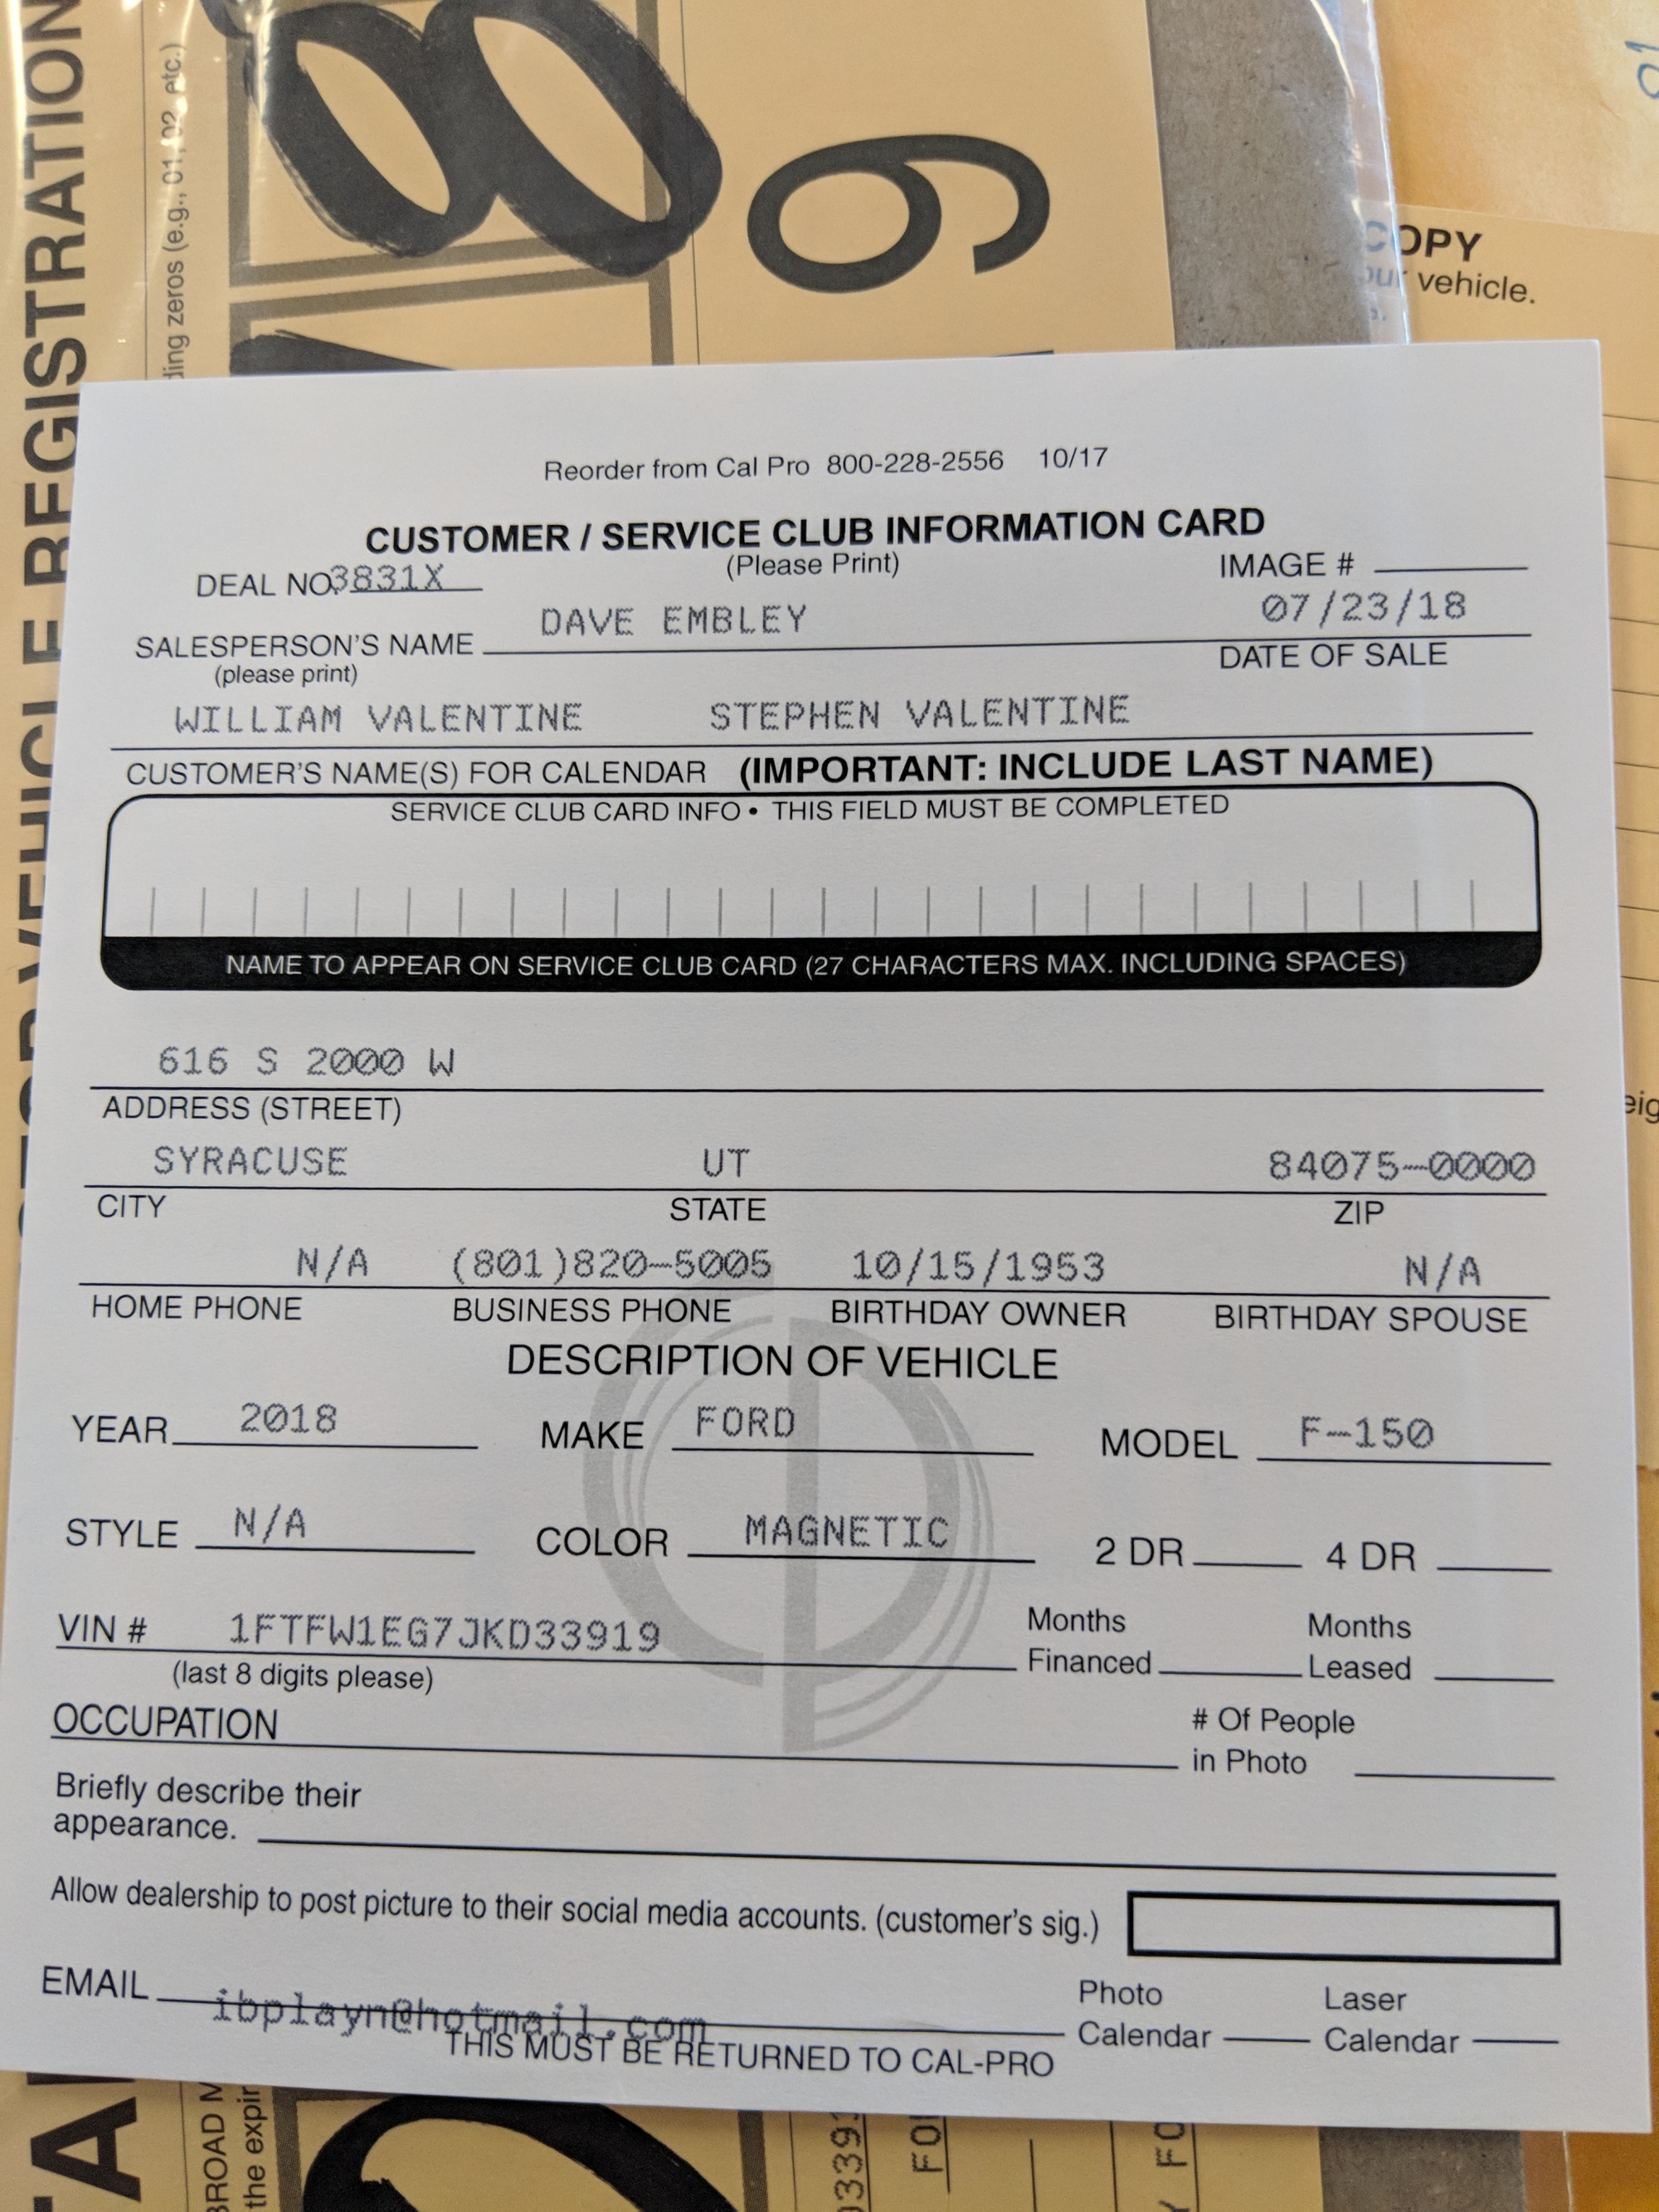 STRATION
REGI
VEHICLE
ding zeros (e.g., 01, 02, etc.)
8
6
COPY
our vehicle.
Reorder from Cal Pro 800-228-2556 10/17
CUSTOMER / SERVICE CLUB INFORMATION CARD
(Please Print)
DEAL NO. 3831X
IMAGE #
SALESPERSON'S NAME DAVE EMBLEY
07/23/18
(please print)
DATE OF SALE
WILLIAM VALENTINE STEPHEN VALENTINE
CUSTOMER'S NAME(S) FOR CALENDAR (IMPORTANT: INCLUDE LAST NAME)
SERVICE CLUB CARD INFO • THIS FIELD MUST BE COMPLETED
NAME TO APPEAR ON SERVICE CLUB CARD (27 CHARACTERS MAX. INCLUDING SPACES)
616 S 2000 W
ADDRESS (STREET)
SYRACUSE UT 84075-0000
CITY STATE ZIP
N/A (801)820-5005 10/15/1953 N/A
HOME PHONE BUSINESS PHONE BIRTHDAY OWNER BIRTHDAY SPOUSE
DESCRIPTION OF VEHICLE
YEAR 2018 MAKE FORD MODEL F-150
STYLE N/A COLOR MAGNETIC 2 DR 4 DR
VIN # 1FTFW1EG7JKD33919
(last 8 digits please)
Months Financed
Months Leased
OCCUPATION
# Of People in Photo
Briefly describe their
appearance.
Allow dealership to post picture to their social media accounts. (customer's sig.)
EMAIL ibplayn@hotmail.com
Photo Calendar
Laser Calendar
THIS MUST BE RETURNED TO CAL-PRO
the expir